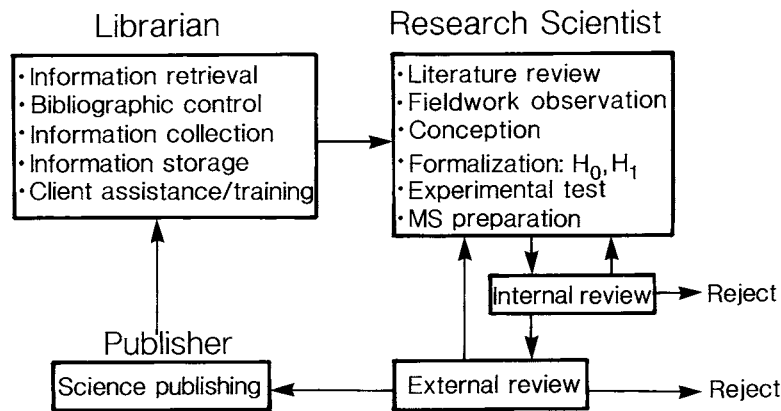 Librarian
· Information retrieval
· Bibliographic control
· Information collection
· Information storage
· Client assistance/training
Research Scientist
· Literature review
· Fieldwork observation
· Conception
· Formalization: H₀, H₁
· Experimental test
· MS preparation
Internal review
Reject
Publisher
Science publishing
External review
Reject